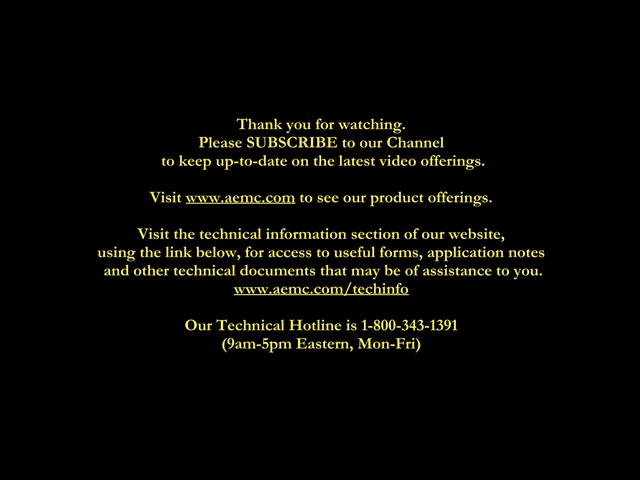 Thank you for watching.
Please SUBSCRIBE to our Channel
to keep up-to-date on the latest video offerings.
Visit www.aemc.com to see our product offerings.
Visit the technical information section of our website,
using the link below, for access to useful forms, application notes
and other technical documents that may be of assistance to you.
www.aemc.com/techinfo
Our Technical Hotline is 1-800-343-1391
(9am-5pm Eastern, Mon-Fri)